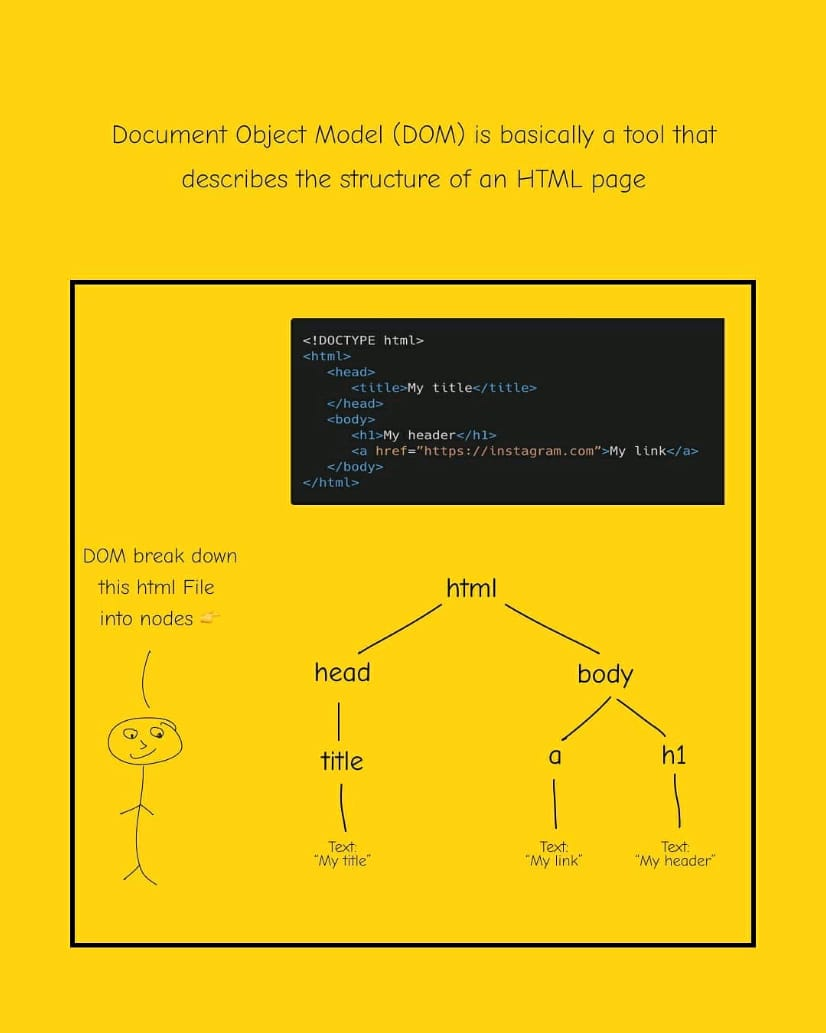 Document Object Model (DOM) is basically a tool that
describes the structure of an HTML page
<!DOCTYPE html>
<html>
   <head>
      <title>My title</title>
   </head>
   <body>
      <h1>My header</h1>
      <a href=”https://instagram.com”>My link</a>
   </body>
</html>
DOM break down
this html File
into nodes 👉
html
head
body
title
a
h1
Text:
“My title”
Text:
“My link”
Text:
“My header”